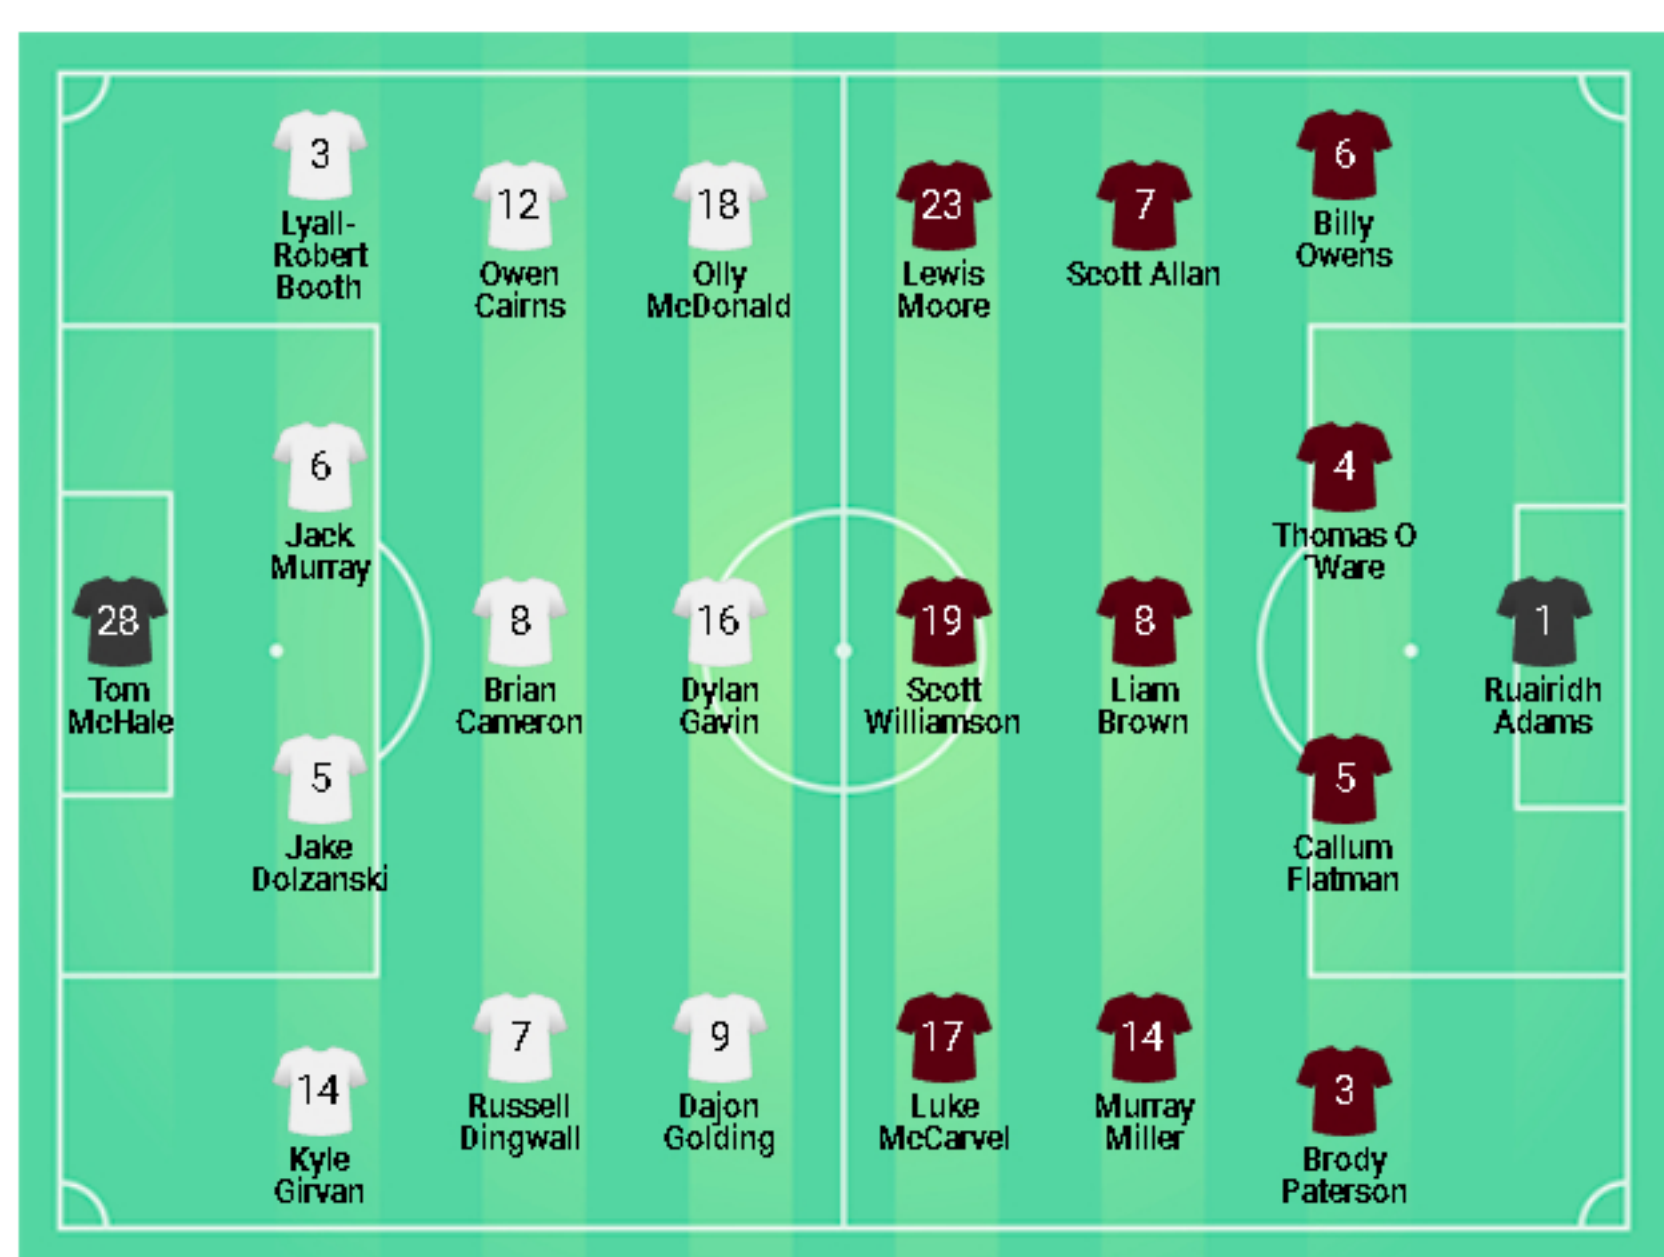 3
Lyall-
Robert
Booth
12
Owen
Cairns
18
Olly
McDonald
23
Lewis
Moore
7
Scott Allan
6
Billy
Owens
6
Jack
Murray
4
Thomas O
'Ware
28
Tom
McHale
8
Brian
Cameron
16
Dylan
Gavin
19
Scott
Williamson
8
Liam
Brown
1
Ruairidh
Adams
5
Jake
Dolzanski
5
Callum
Flatman
14
Kyle
Girvan
7
Russell
Dingwall
9
Dajon
Golding
17
Luke
McCarvel
14
Murray
Miller
3
Brody
Paterson